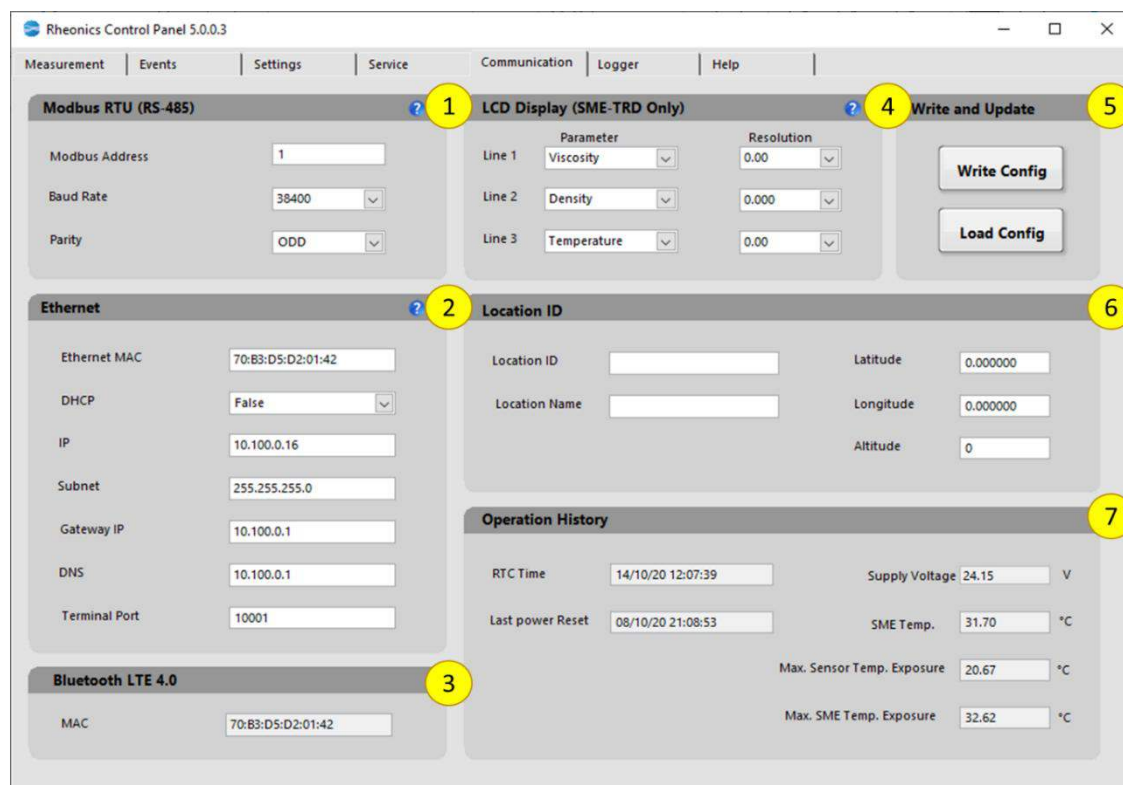 Rheonics Control Panel 5.0.0.3
Measurement Events Settings Service Communication Logger Help
Modbus RTU (RS-485) ? 1
Modbus Address 1
Baud Rate 38400
Parity ODD
LCD Display (SME-TRD Only) ? 4
Parameter Resolution
Line 1 Viscosity 0.00
Line 2 Density 0.000
Line 3 Temperature 0.00
Write and Update 5
Write Config
Load Config
Ethernet ? 2
Ethernet MAC 70:B3:D5:D2:01:42
DHCP False
IP 10.100.0.16
Subnet 255.255.255.0
Gateway IP 10.100.0.1
DNS 10.100.0.1
Terminal Port 10001
Bluetooth LTE 4.0 3
MAC 70:B3:D5:D2:01:42
Location ID 6
Location ID Latitude 0.000000
Location Name Longitude 0.000000
Altitude 0
Operation History 7
RTC Time 14/10/20 12:07:39 Supply Voltage 24.15 V
Last power Reset 08/10/20 21:08:53 SME Temp. 31.70 °C
Max. Sensor Temp. Exposure 20.67 °C
Max. SME Temp. Exposure 32.62 °C